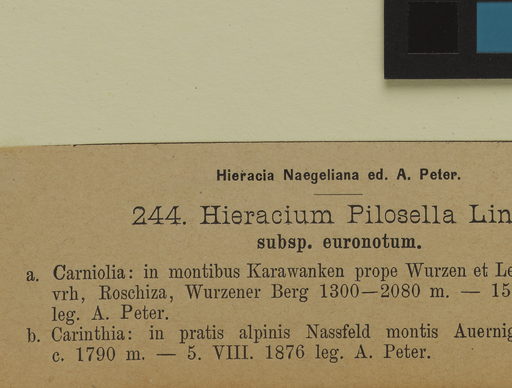 Hieracia Naegeliana ed. A. Peter.
244. Hieracium Pilosella Lin
subsp. euronotum.
a. Carniolia: in montibus Karawanken prope Wurzen et Le
vrh, Roschiza, Wurzener Berg 1300—2080 m. — 15
leg. A. Peter.
b. Carinthia: in pratis alpinis Nassfeld montis Auernig
c. 1790 m. — 5. VIII. 1876 leg. A. Peter.